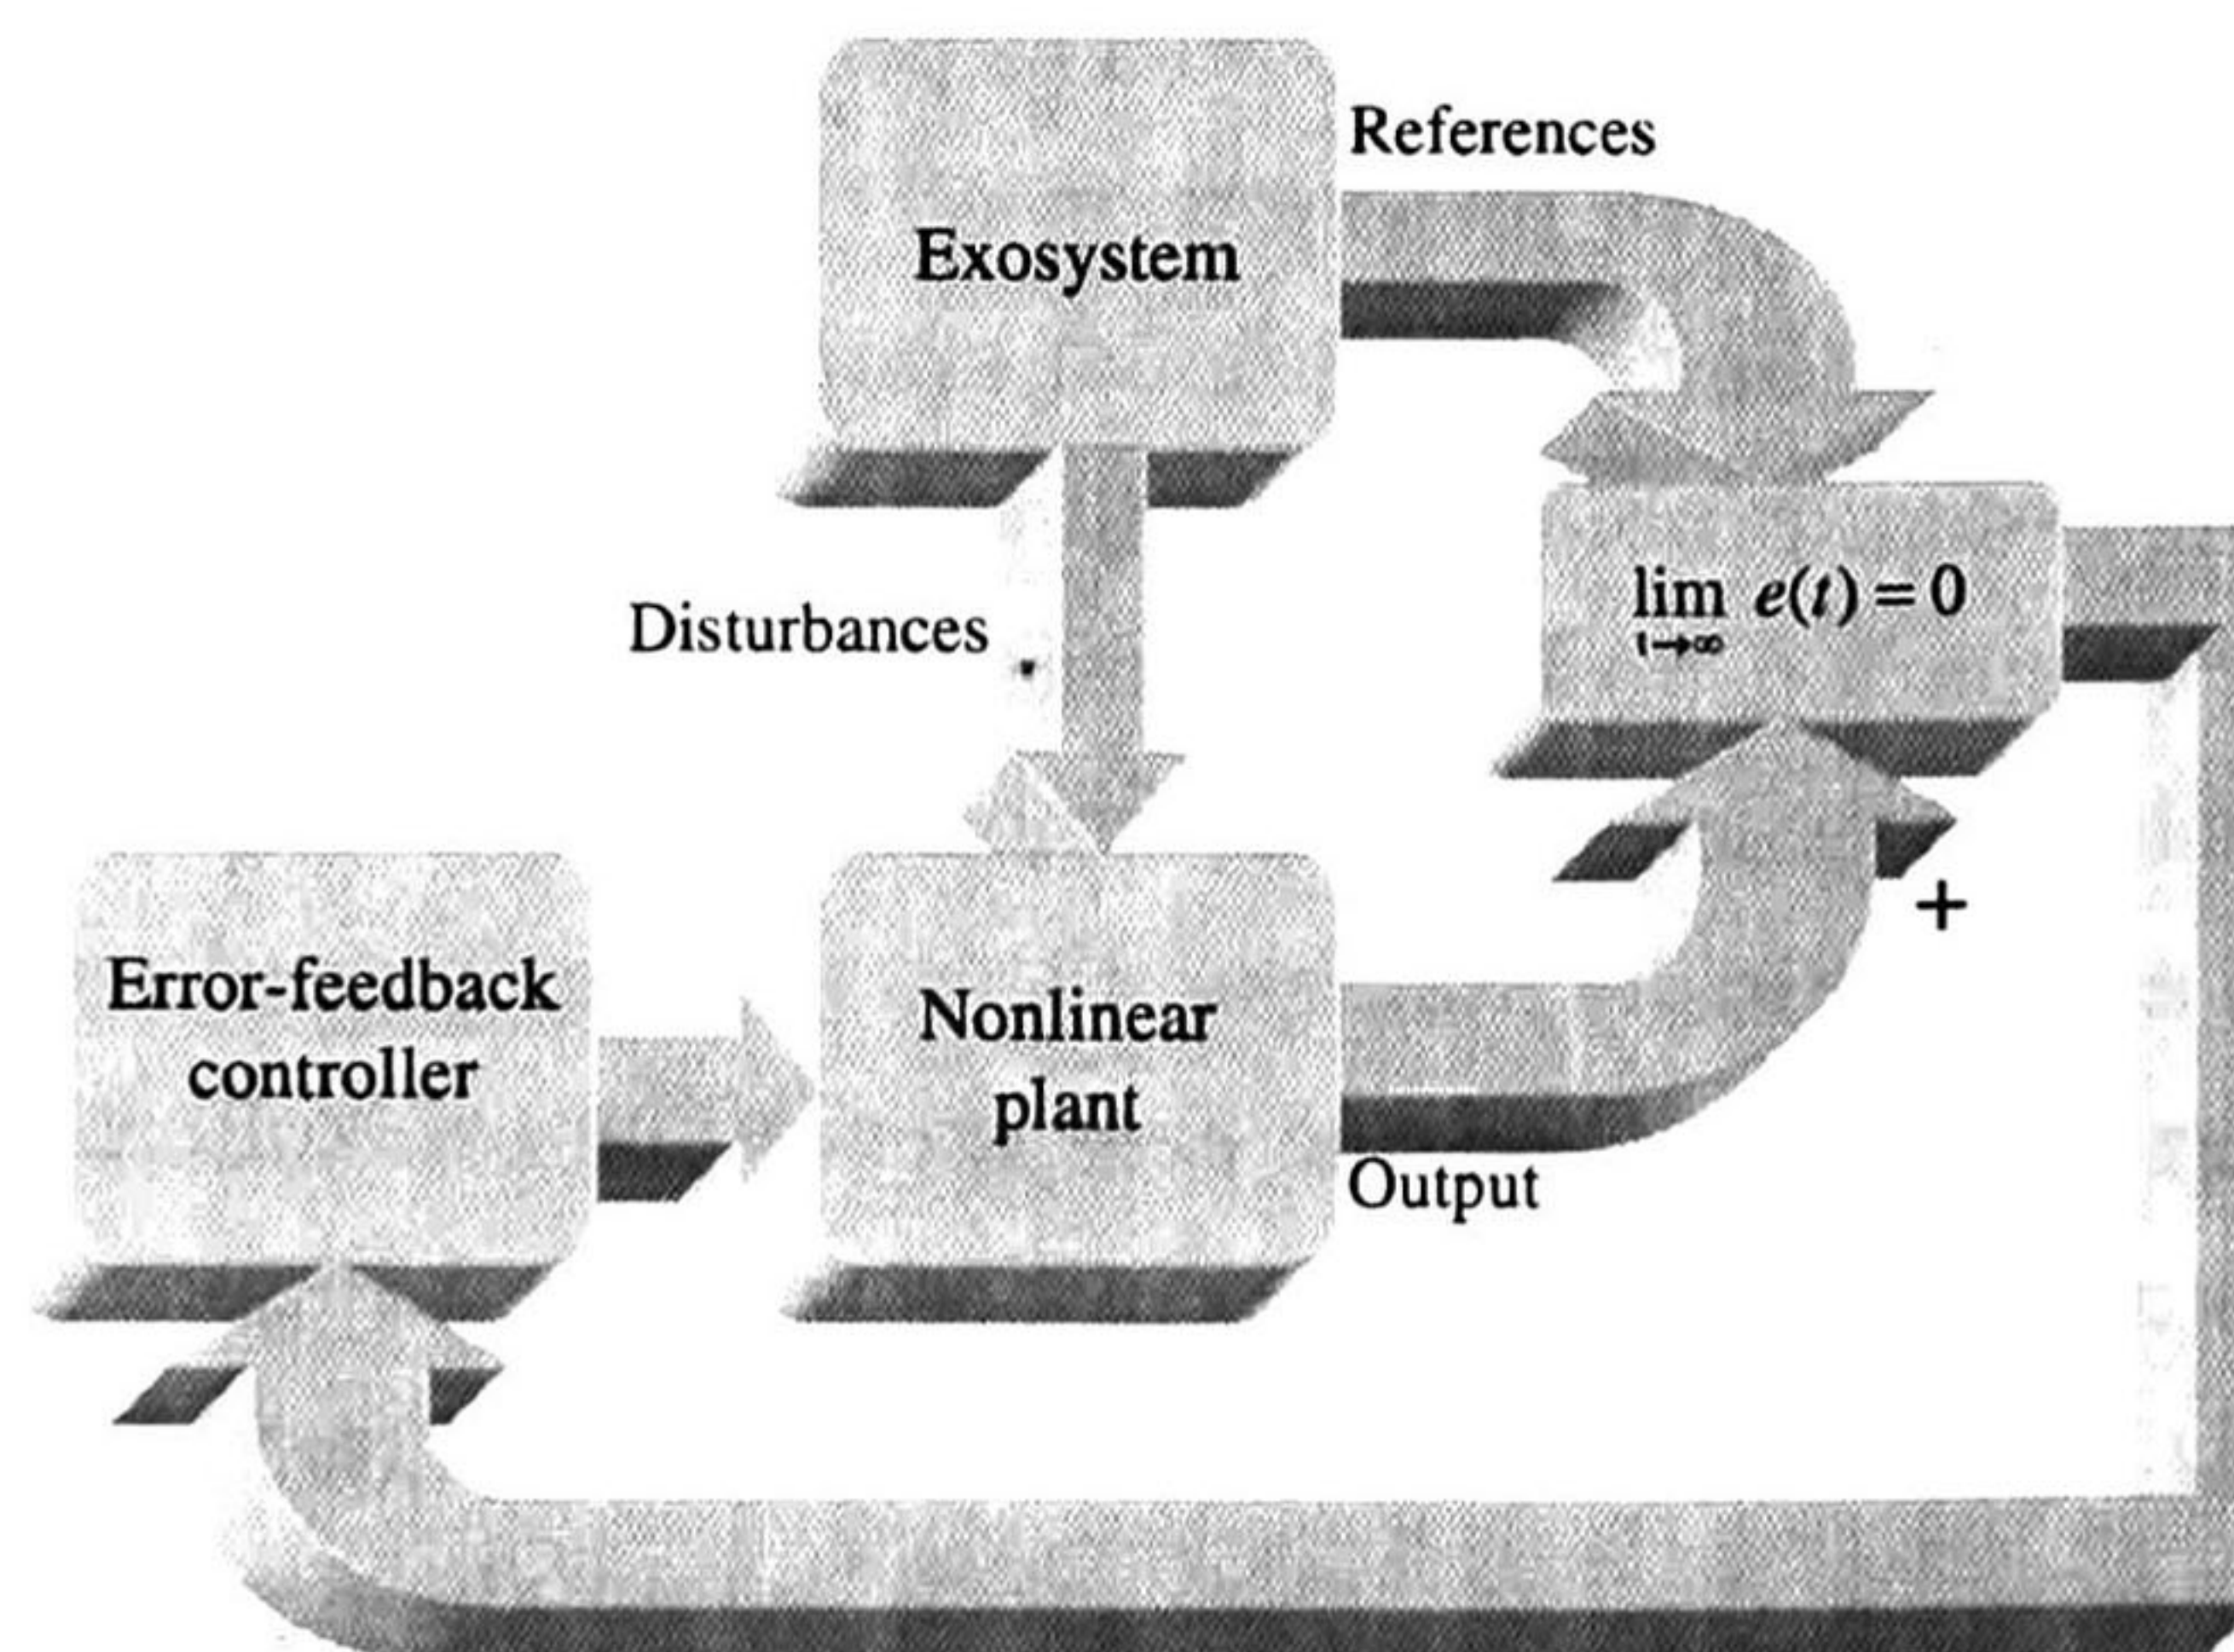 References
Exosystem
Disturbances
lim e(t) = 0
t→∞
+
Error-feedback
controller
Nonlinear
plant
Output